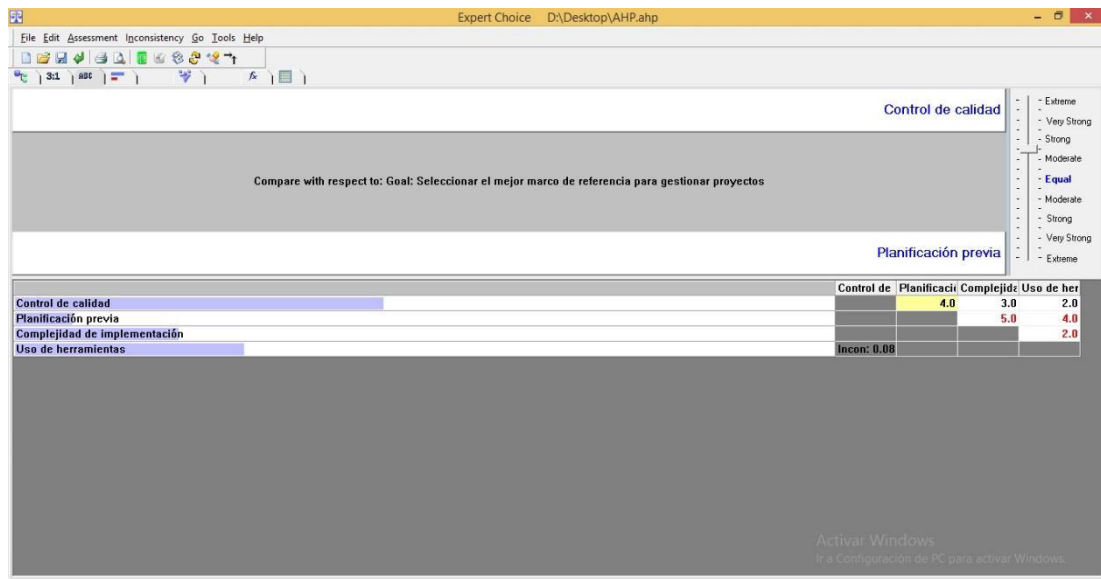 Expert Choice D:\Desktop\AHP.ahp
File Edit Assessment Inconsistency Go Tools Help
3:1 ABC fx
Control de calidad
Compare with respect to: Goal: Seleccionar el mejor marco de referencia para gestionar proyectos
Planificación previa
Extreme
Very Strong
Strong
Moderate
Equal
Moderate
Strong
Very Strong
Extreme
Control de Planificació Complejida Uso de her
Control de calidad 4.0 3.0 2.0
Planificación previa 5.0 4.0
Complejidad de implementación 2.0
Uso de herramientas Incon: 0.08
Activar Windows
Ir a Configuración de PC para activar Windows.